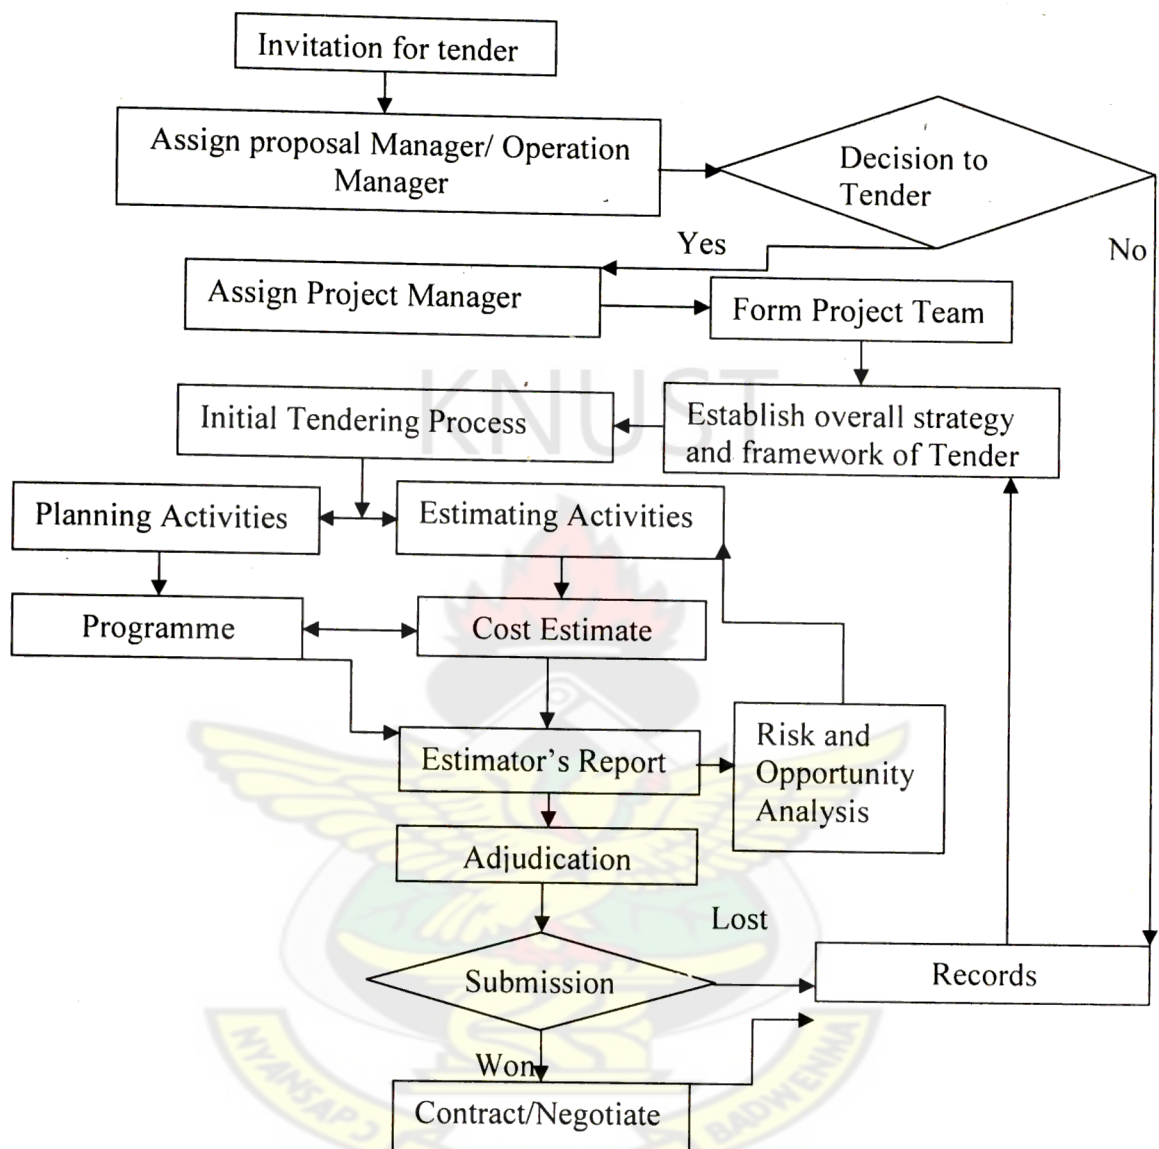 Invitation for tender
Assign proposal Manager/ Operation
Manager
Decision to
Tender
Yes
No
Assign Project Manager
Form Project Team
KNUST
Initial Tendering Process
Establish overall strategy
and framework of Tender
Planning Activities
Estimating Activities
Programme
Cost Estimate
Estimator’s Report
Risk and
Opportunity
Analysis
Adjudication
Lost
Submission
Records
Won
Contract/Negotiate
NYANSAPƆ
BADWENMA